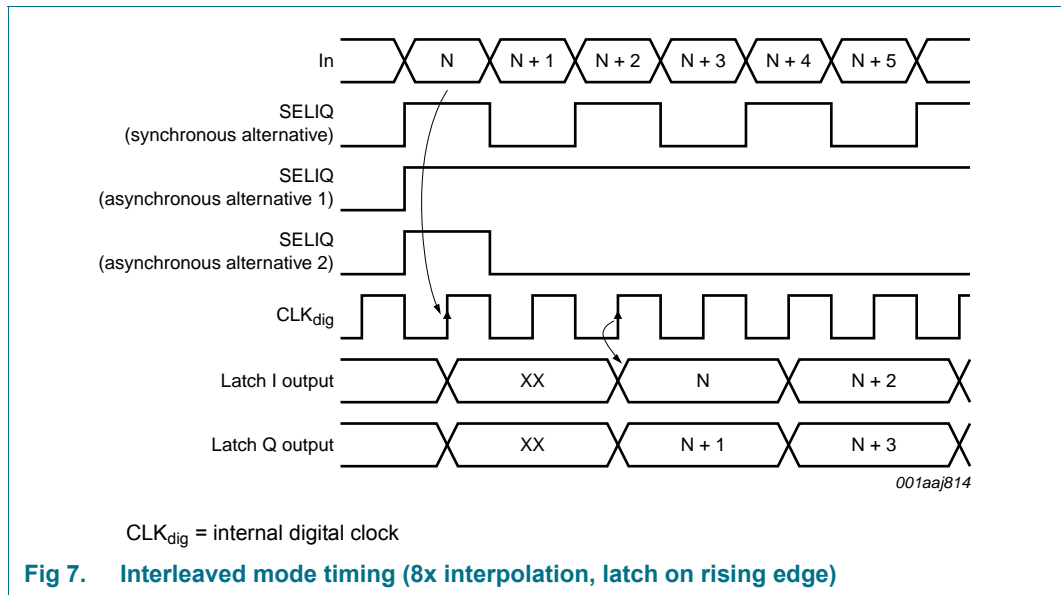 In
N
N + 1
N + 2
N + 3
N + 4
N + 5
SELIQ
(synchronous alternative)
SELIQ
(asynchronous alternative 1)
SELIQ
(asynchronous alternative 2)
CLKdig
Latch I output
XX
N
N + 2
Latch Q output
XX
N + 1
N + 3
001aaj814
CLKdig = internal digital clock
Fig 7. Interleaved mode timing (8x interpolation, latch on rising edge)